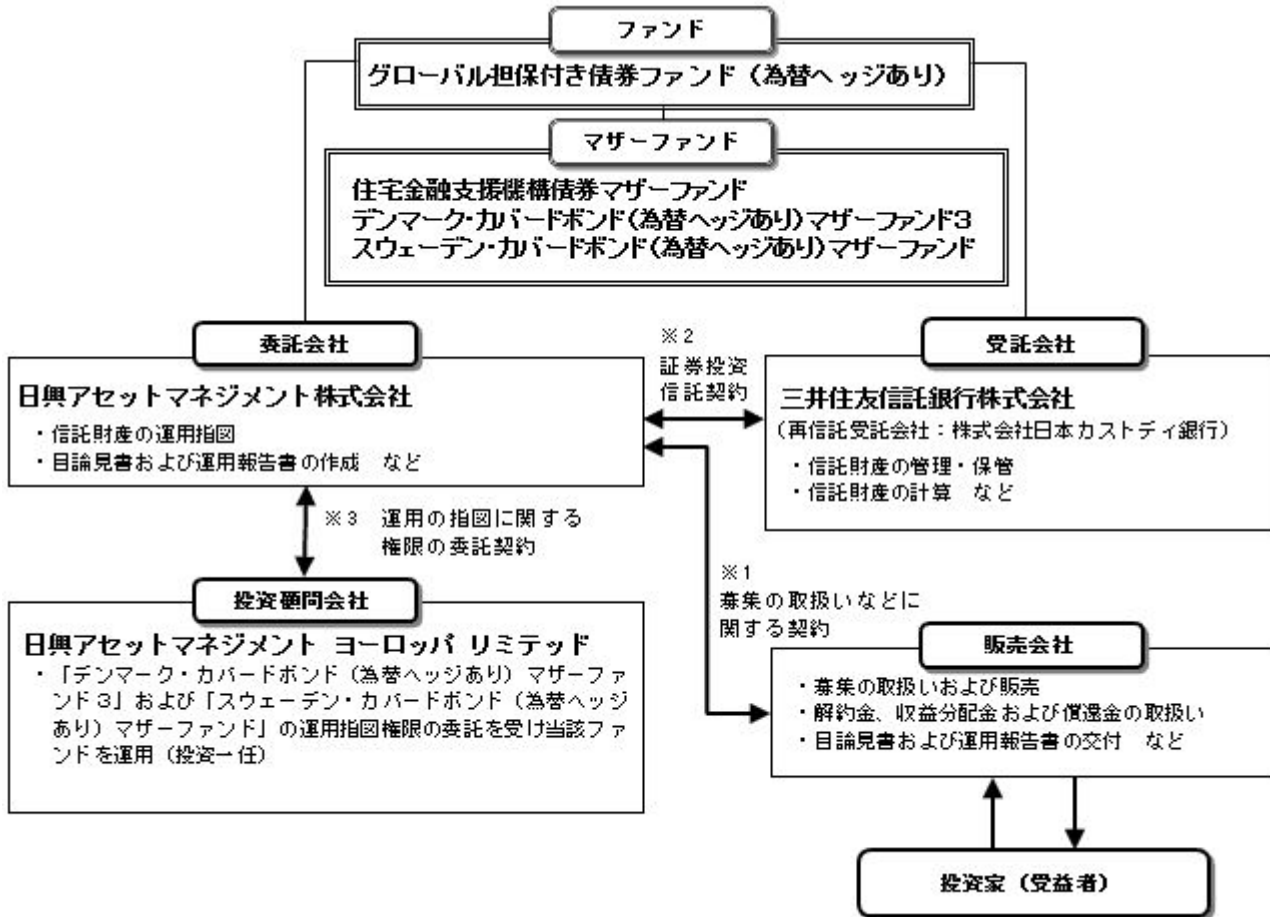 ファンド
グローバル担保付き債券ファンド（為替ヘッジあり）
マザーファンド
住宅金融支援機構債券マザーファンド
デンマーク・カバードボンド（為替ヘッジあり）マザーファンド3
スウェーデン・カバードボンド（為替ヘッジあり）マザーファンド
委託会社
日興アセットマネジメント株式会社
・信託財産の運用指図
・目論見書および運用報告書の作成　など
※2
証券投資
信託契約
受託会社
三井住友信託銀行株式会社
（再信託受託会社：株式会社日本カストディ銀行）
・信託財産の管理・保管
・信託財産の計算　など
※3　運用の指図に関する
権限の委託契約
投資顧問会社
日興アセットマネジメント ヨーロッパ リミテッド
・「デンマーク・カバードボンド（為替ヘッジあり）マザーファ
ンド3」および「スウェーデン・カバードボンド（為替ヘッジ
あり）マザーファンド」の運用指図権限の委託を受け当該ファ
ンドを運用（投資一任）
※1
募集の取扱いなどに
関する契約
販売会社
・募集の取扱いおよび販売
・解約金、収益分配金および償還金の取扱い
・目論見書および運用報告書の交付　など
投資家（受益者）